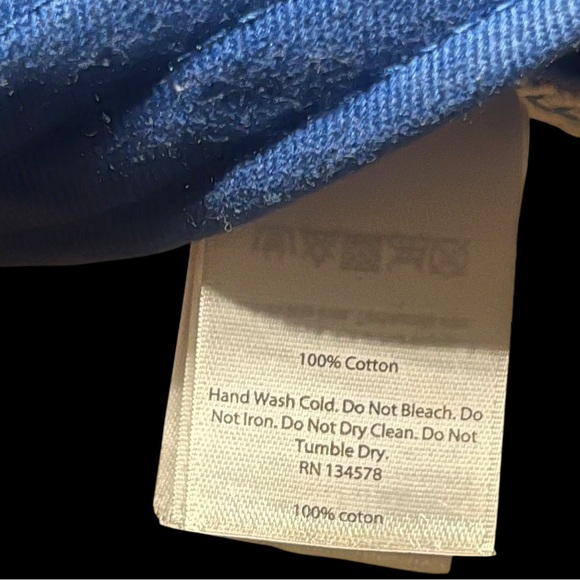 100% Cotton
Hand Wash Cold. Do Not Bleach. Do
Not Iron. Do Not Dry Clean. Do Not
Tumble Dry.
RN 134578
100% coton